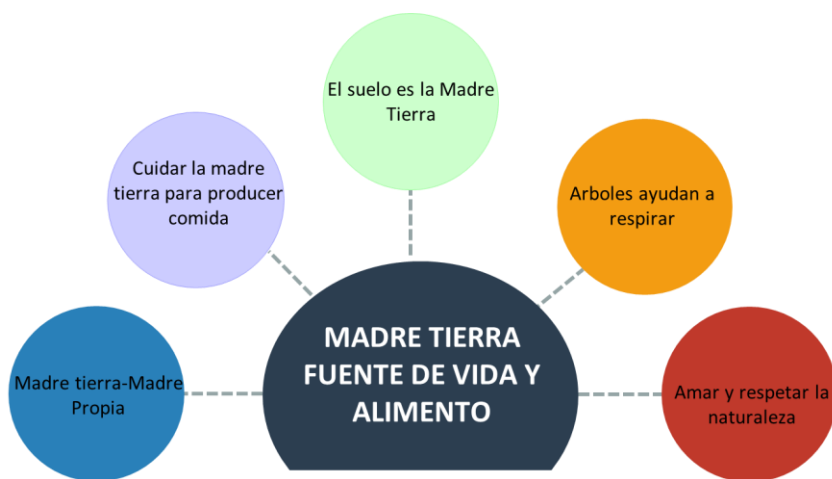 El suelo es la Madre
Tierra
Cuidar la madre
tierra para producer
comida
Arboles ayudan a
respirar
MADRE TIERRA
FUENTE DE VIDA Y
ALIMENTO
Madre tierra-Madre
Propia
Amar y respetar la
naturaleza